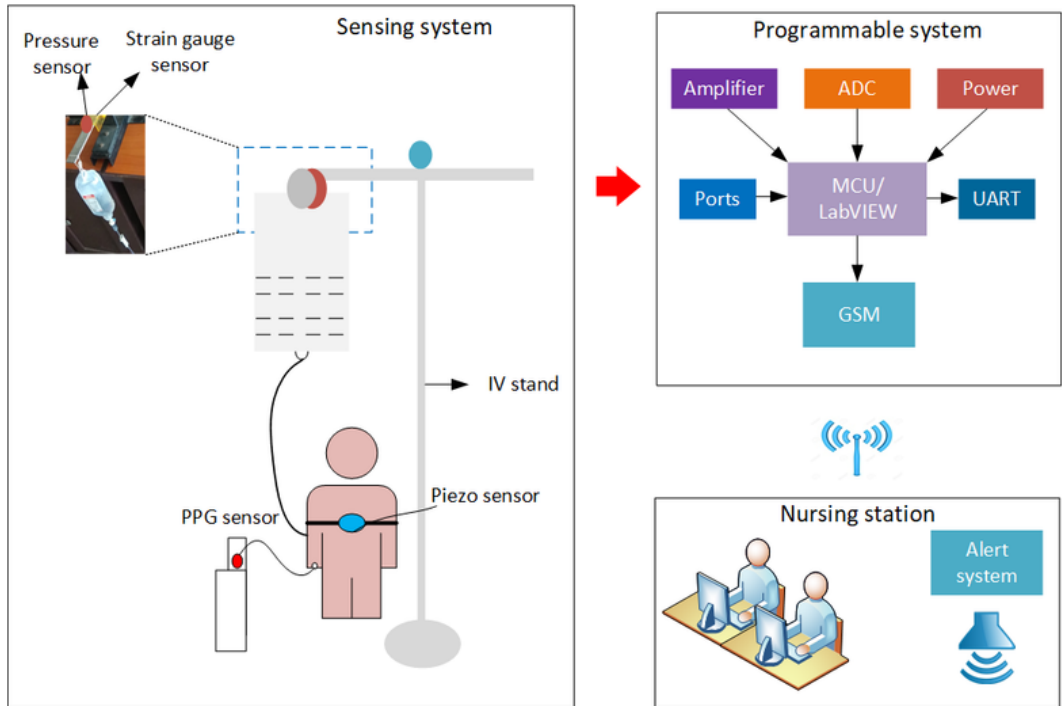 Sensing system
Pressure
sensor
Strain gauge
sensor
IV stand
Piezo sensor
PPG sensor
Programmable system
Amplifier
ADC
Power
Ports
MCU/
LabVIEW
UART
GSM
Nursing station
Alert
system